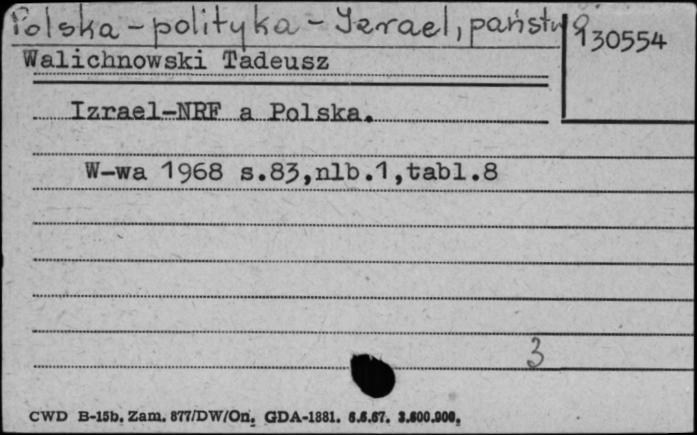 Polska - polityka - Izrael, państwo
130554
Walichnowski Tadeusz
Izrael-NRF a Polska.
W-wa 1968 s.83,nlb.1,tabl.8
3
CWD B-15b. Zam. 877/DW/On. GDA-1881. 6.6.67. 3.600.000.